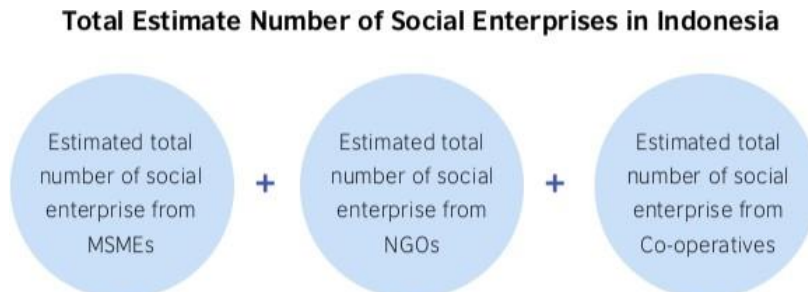 Total Estimate Number of Social Enterprises in Indonesia
Estimated total
number of social
enterprise from
MSMEs
+
Estimated total
number of social
enterprise from
NGOs
+
Estimated total
number of social
enterprise from
Co-operatives